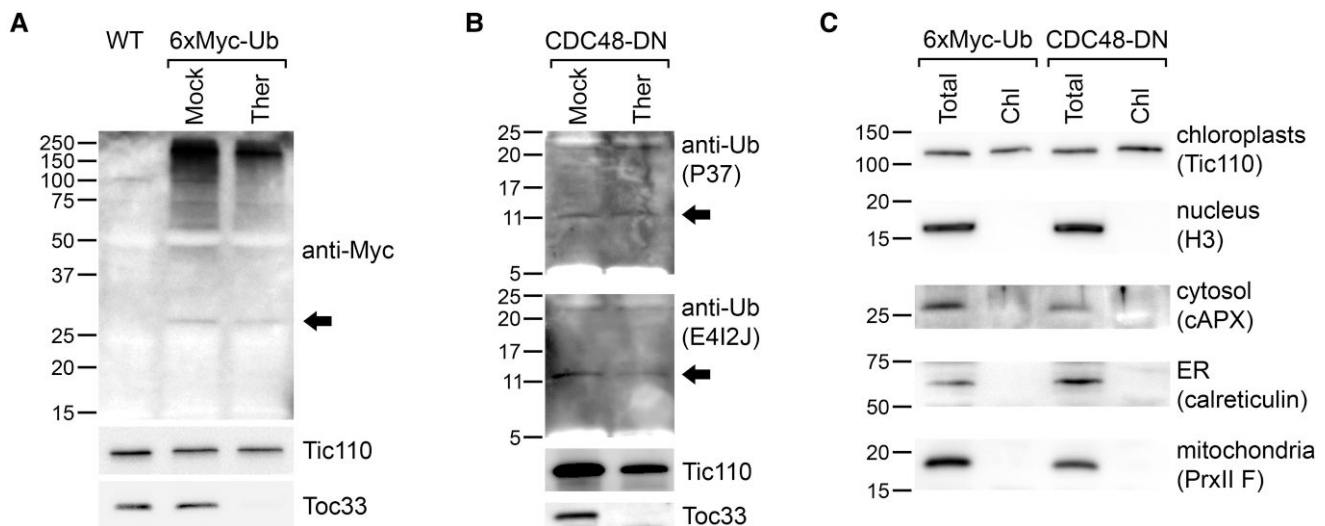 A
WT
6xMyc-Ub
Mock
Ther
250
150
100
75
50
37
25
20
15
anti-Myc
Tic110
Toc33
B
CDC48-DN
Mock
Ther
25
20
17
11
5
anti-Ub
(P37)
25
20
17
11
5
anti-Ub
(E4I2J)
Tic110
Toc33
C
6xMyc-Ub
CDC48-DN
Total
Chl
Total
Chl
150
100
chloroplasts
(Tic110)
20
15
nucleus
(H3)
25
cytosol
(cAPX)
75
50
ER
(calreticulin)
20
15
mitochondria
(PrxII F)